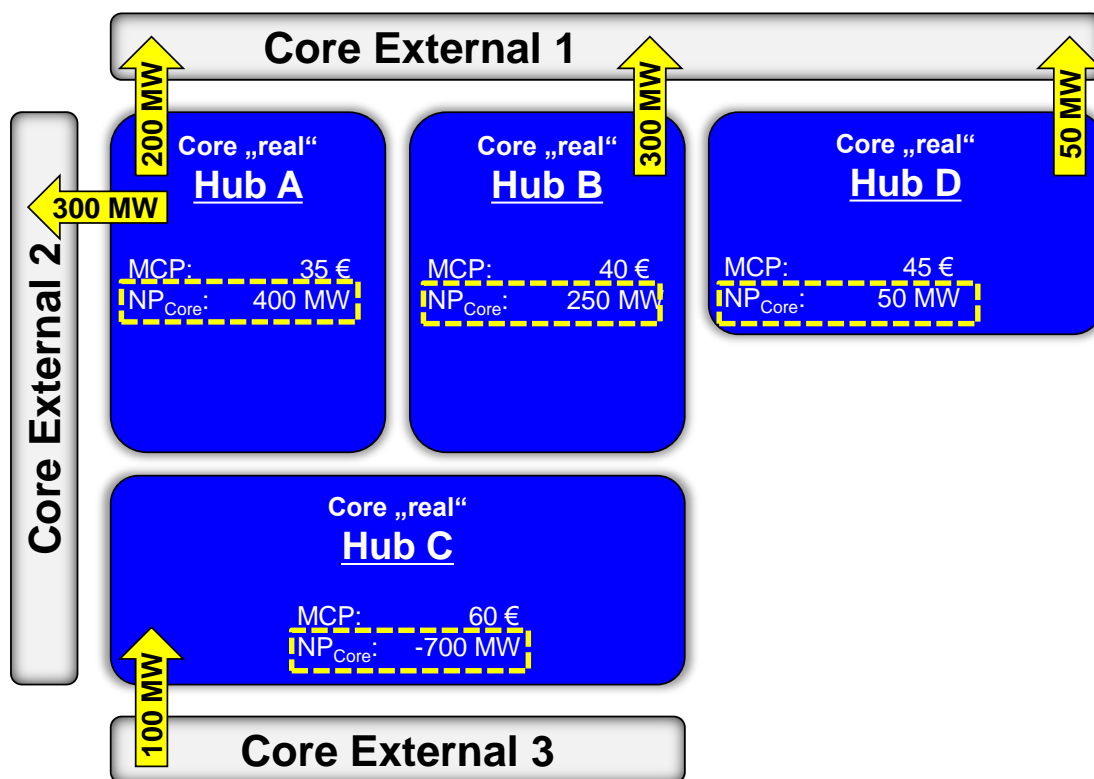 Core External 1
200 MW
300 MW
50 MW
Core External 2
300 MW
Core „real“
Hub A
MCP: 35 €
NPCore: 400 MW
Core „real“
Hub B
MCP: 40 €
NPCore: 250 MW
Core „real“
Hub D
MCP: 45 €
NPCore: 50 MW
Core „real“
Hub C
MCP: 60 €
NPCore: -700 MW
100 MW
Core External 3